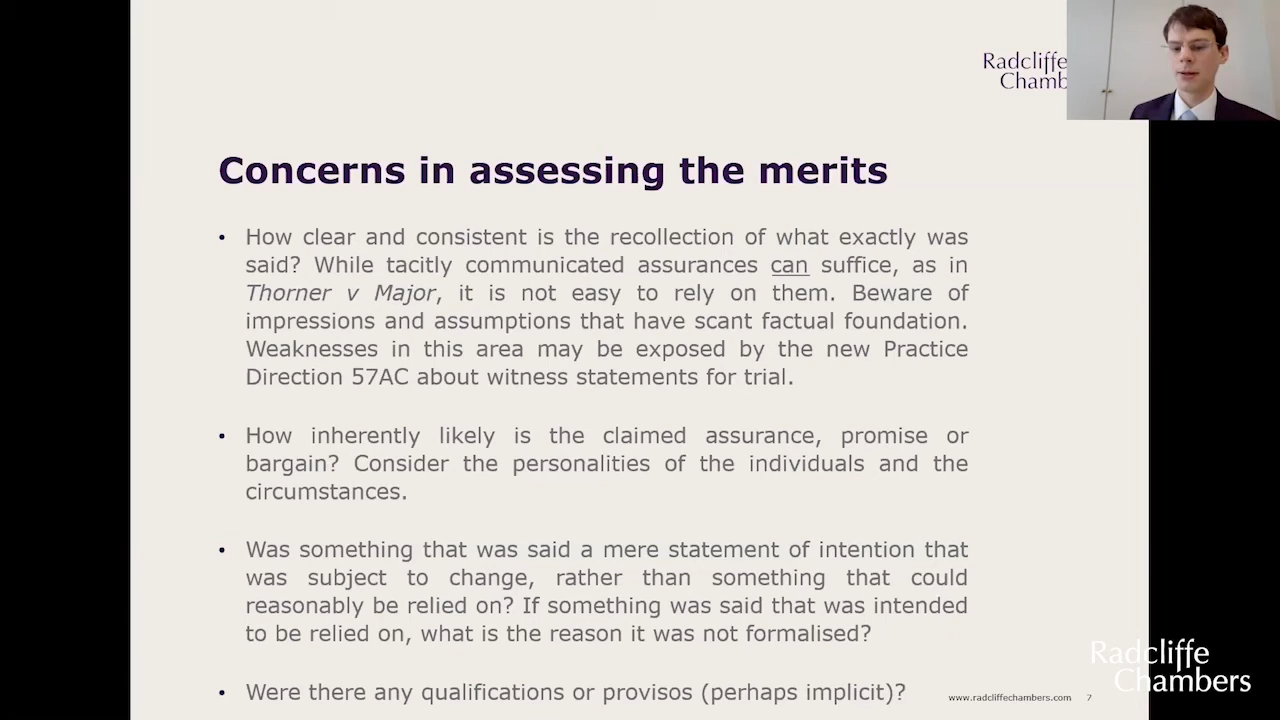 Radcliffe
Chamb
Concerns in assessing the merits
• How clear and consistent is the recollection of what exactly was
said? While tacitly communicated assurances can suffice, as in
Thorner v Major, it is not easy to rely on them. Beware of
impressions and assumptions that have scant factual foundation.
Weaknesses in this area may be exposed by the new Practice
Direction 57AC about witness statements for trial.
• How inherently likely is the claimed assurance, promise or
bargain? Consider the personalities of the individuals and the
circumstances.
• Was something that was said a mere statement of intention that
was subject to change, rather than something that could
reasonably be relied on? If something was said that was intended
to be relied on, what is the reason it was not formalised?
• Were there any qualifications or provisos (perhaps implicit)?
www.radcliffechambers.com 7
Radcliffe
Chambers